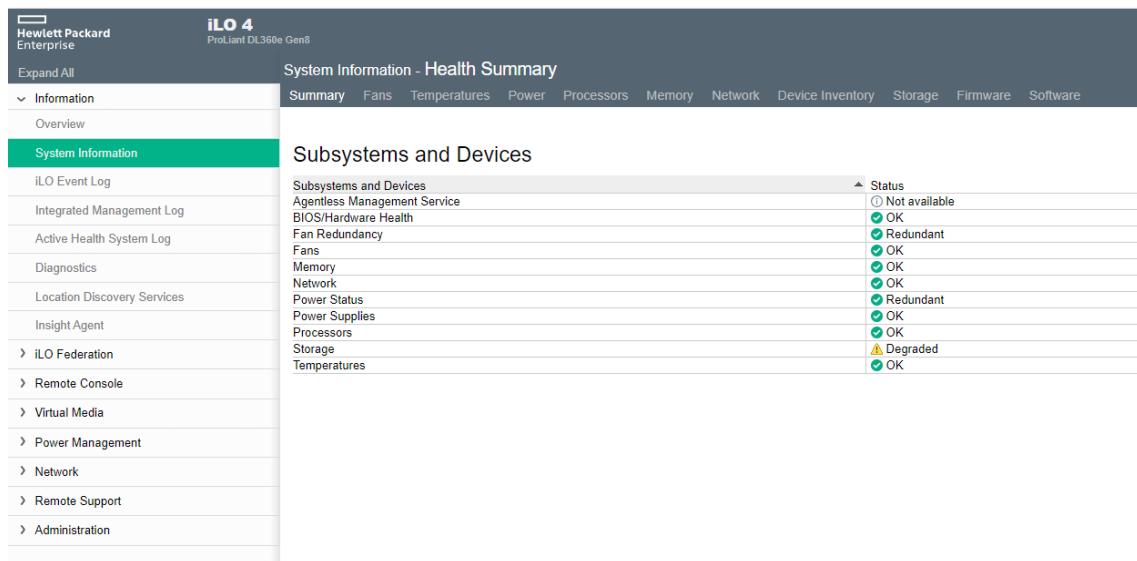 Hewlett Packard
Enterprise
iLO 4
ProLiant DL360e Gen8
Expand All
System Information - Health Summary
Summary Fans Temperatures Power Processors Memory Network Device Inventory Storage Firmware Software
Information
Overview
System Information
iLO Event Log
Integrated Management Log
Active Health System Log
Diagnostics
Location Discovery Services
Insight Agent
iLO Federation
Remote Console
Virtual Media
Power Management
Network
Remote Support
Administration
Subsystems and Devices
Subsystems and Devices Status
Agentless Management Service Not available
BIOS/Hardware Health OK
Fan Redundancy Redundant
Fans OK
Memory OK
Network OK
Power Status Redundant
Power Supplies OK
Processors OK
Storage Degraded
Temperatures OK